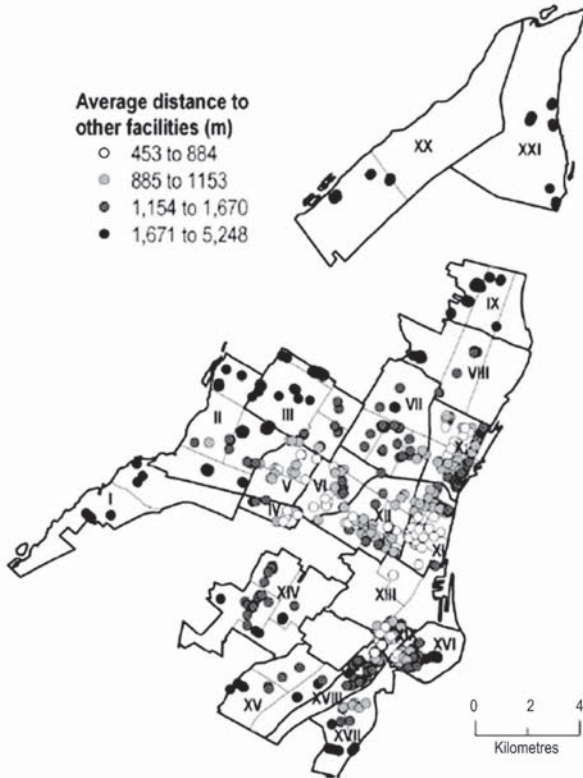 Average distance to
other facilities (m)
453 to 884
885 to 1153
1,154 to 1,670
1,671 to 5,248
XX
XXI
IX
VIII
VII
III
II
V
VI
IV
I
XII
XI
XIII
XIV
XVI
XV
XVIII
XVII
0 2 4
Kilometres